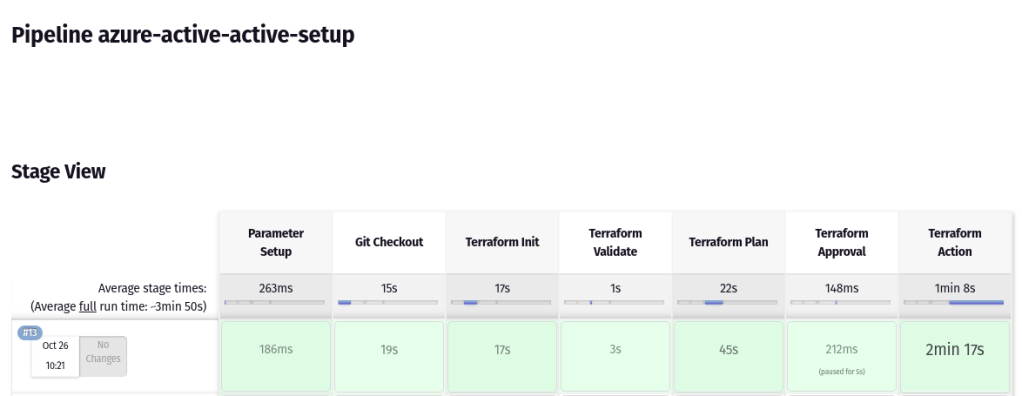 Pipeline azure-active-active-setup
Stage View
Parameter
Setup
Git Checkout
Terraform Init
Terraform
Validate
Terraform Plan
Terraform
Approval
Terraform
Action
Average stage times:
(Average full run time: ~3min 50s)
263ms
15s
17s
1s
22s
148ms
1min 8s
#13
Oct 26
10:21
No
Changes
186ms
19s
17s
3s
45s
212ms
(paused for 5s)
2min 17s